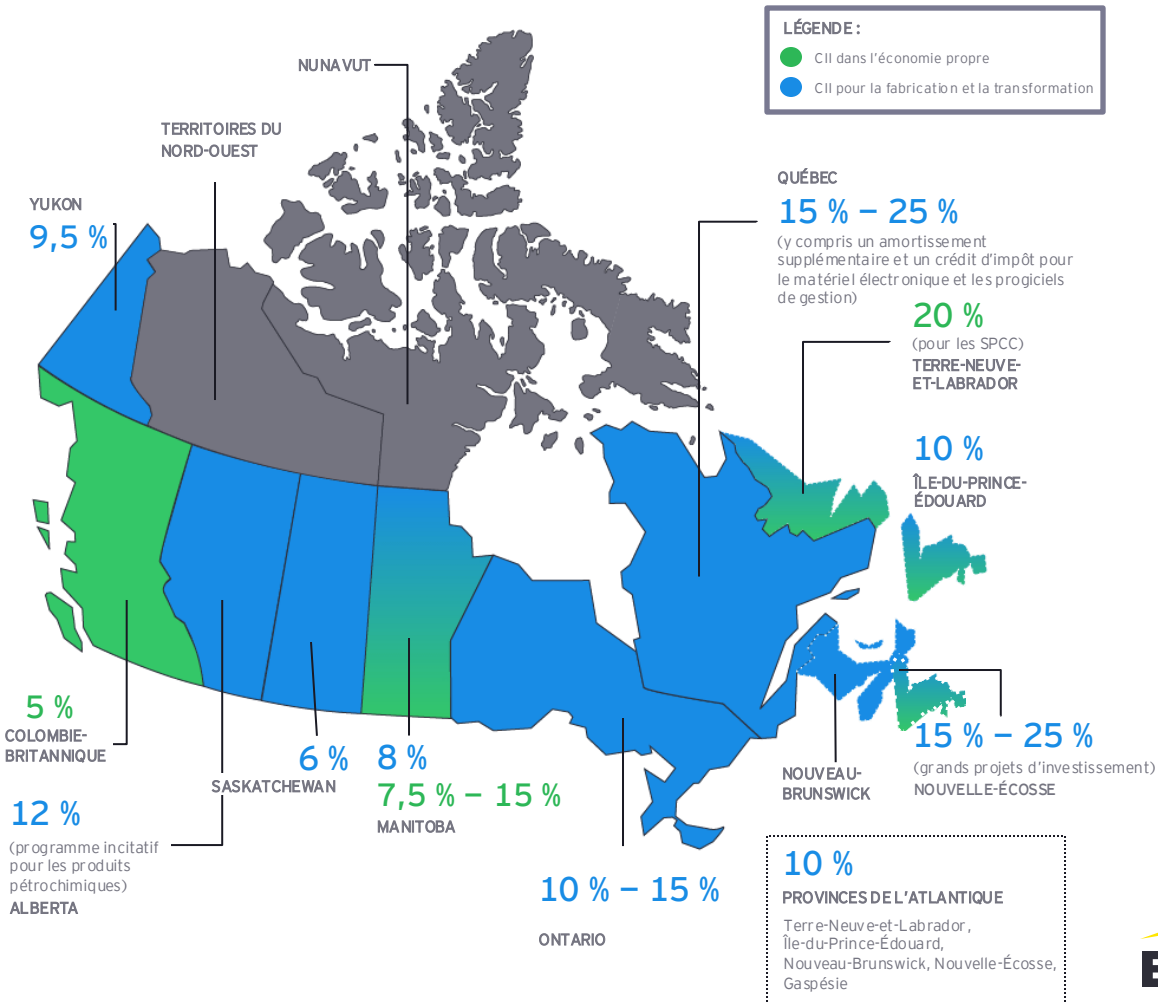 LÉGENDE :
CII dans l'économie propre
CII pour la fabrication et la transformation
NUNAVUT
TERRITOIRES DU
NORD-OUEST
YUKON
9,5 %
QUÉBEC
15 % – 25 %
(y compris un amortissement
supplémentaire et un crédit d'impôt pour
le matériel électronique et les progiciels
de gestion)
20 %
(pour les SPCC)
TERRE-NEUVE-
ET-LABRADOR
10 %
ÎLE-DU-PRINCE-
ÉDOUARD
5 %
COLOMBIE-
BRITANNIQUE
12 %
(programme incitatif
pour les produits
pétrochimiques)
ALBERTA
6 %
SASKATCHEWAN
8 %
7,5 % – 15 %
MANITOBA
10 % – 15 %
ONTARIO
NOUVEAU-
BRUNSWICK
15 % – 25 %
(grands projets d'investissement)
NOUVELLE-ÉCOSSE
10 %
PROVINCES DE L'ATLANTIQUE
Terre-Neuve-et-Labrador,
Île-du-Prince-Édouard,
Nouveau-Brunswick, Nouvelle-Écosse,
Gaspésie